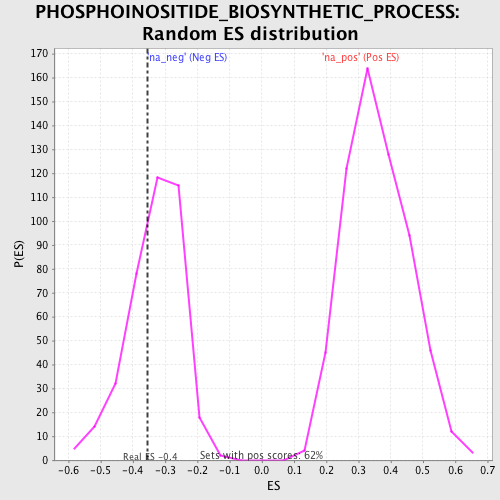 PHOSPHOINOSITIDE_BIOSYNTHETIC_PROCESS:
Random ES distribution
'na_neg' (Neg ES)
'na_pos' (Pos ES)
170
160
150
140
130
120
110
100
90
80
70
60
50
40
30
20
10
0
P(ES)
Real ES -0.4
Sets with pos scores: 62%
-0.6 -0.5 -0.4 -0.3 -0.2 -0.1 0.0 0.1 0.2 0.3 0.4 0.5 0.6 0.7
ES